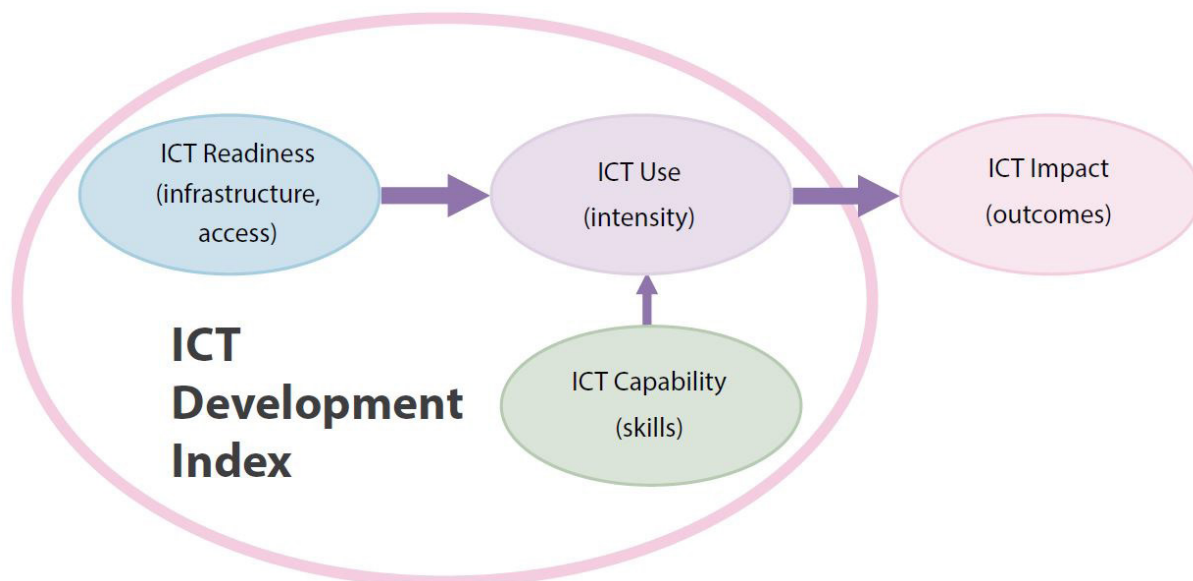 ICT Readiness
(infrastructure,
access)
ICT Use
(intensity)
ICT Impact
(outcomes)
ICT
Development
Index
ICT Capability
(skills)